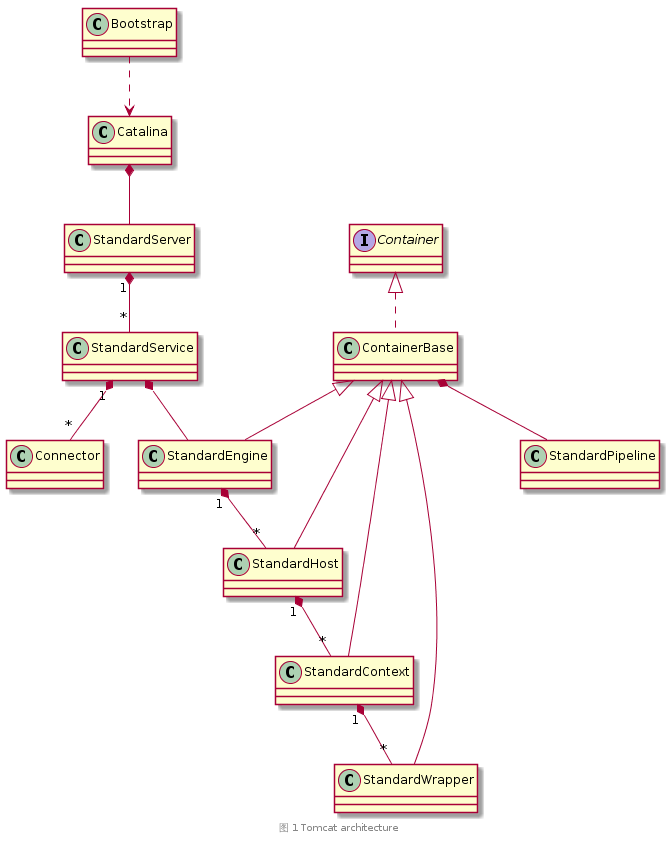 C Bootstrap
C Catalina
C StandardServer
I Container
1
*
C StandardService
C ContainerBase
1
*
C Connector
C StandardEngine
C StandardPipeline
1
*
C StandardHost
1
*
C StandardContext
1
*
C StandardWrapper
图 1 Tomcat architecture